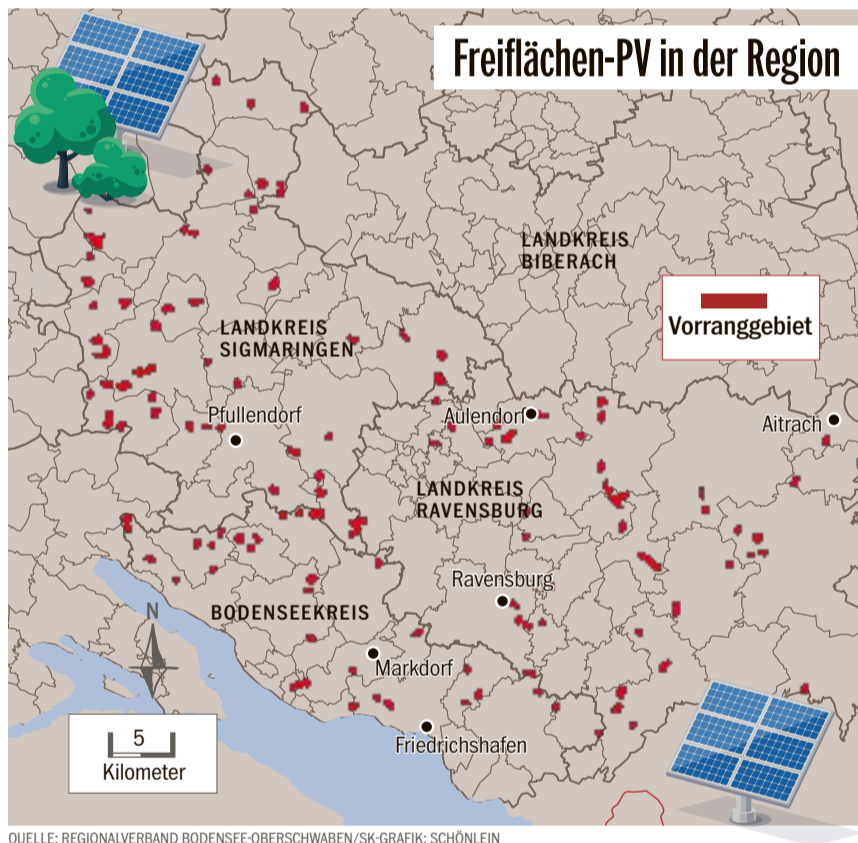 Freiflächen-PV in der Region
LANDKREIS
BIBERACH
Vorranggebiet
LANDKREIS
SIGMARINGEN
Pfullendorf
Aulendorf
Aitrach
LANDKREIS
RAVENSBURG
Ravensburg
BODENSEEKREIS
N
Markdorf
Friedrichshafen
5
Kilometer
QUELLE: REGIONALVERBAND BODENSEE-OBERSCHWABEN/SK-GRAFIK: SCHÖNLEIN